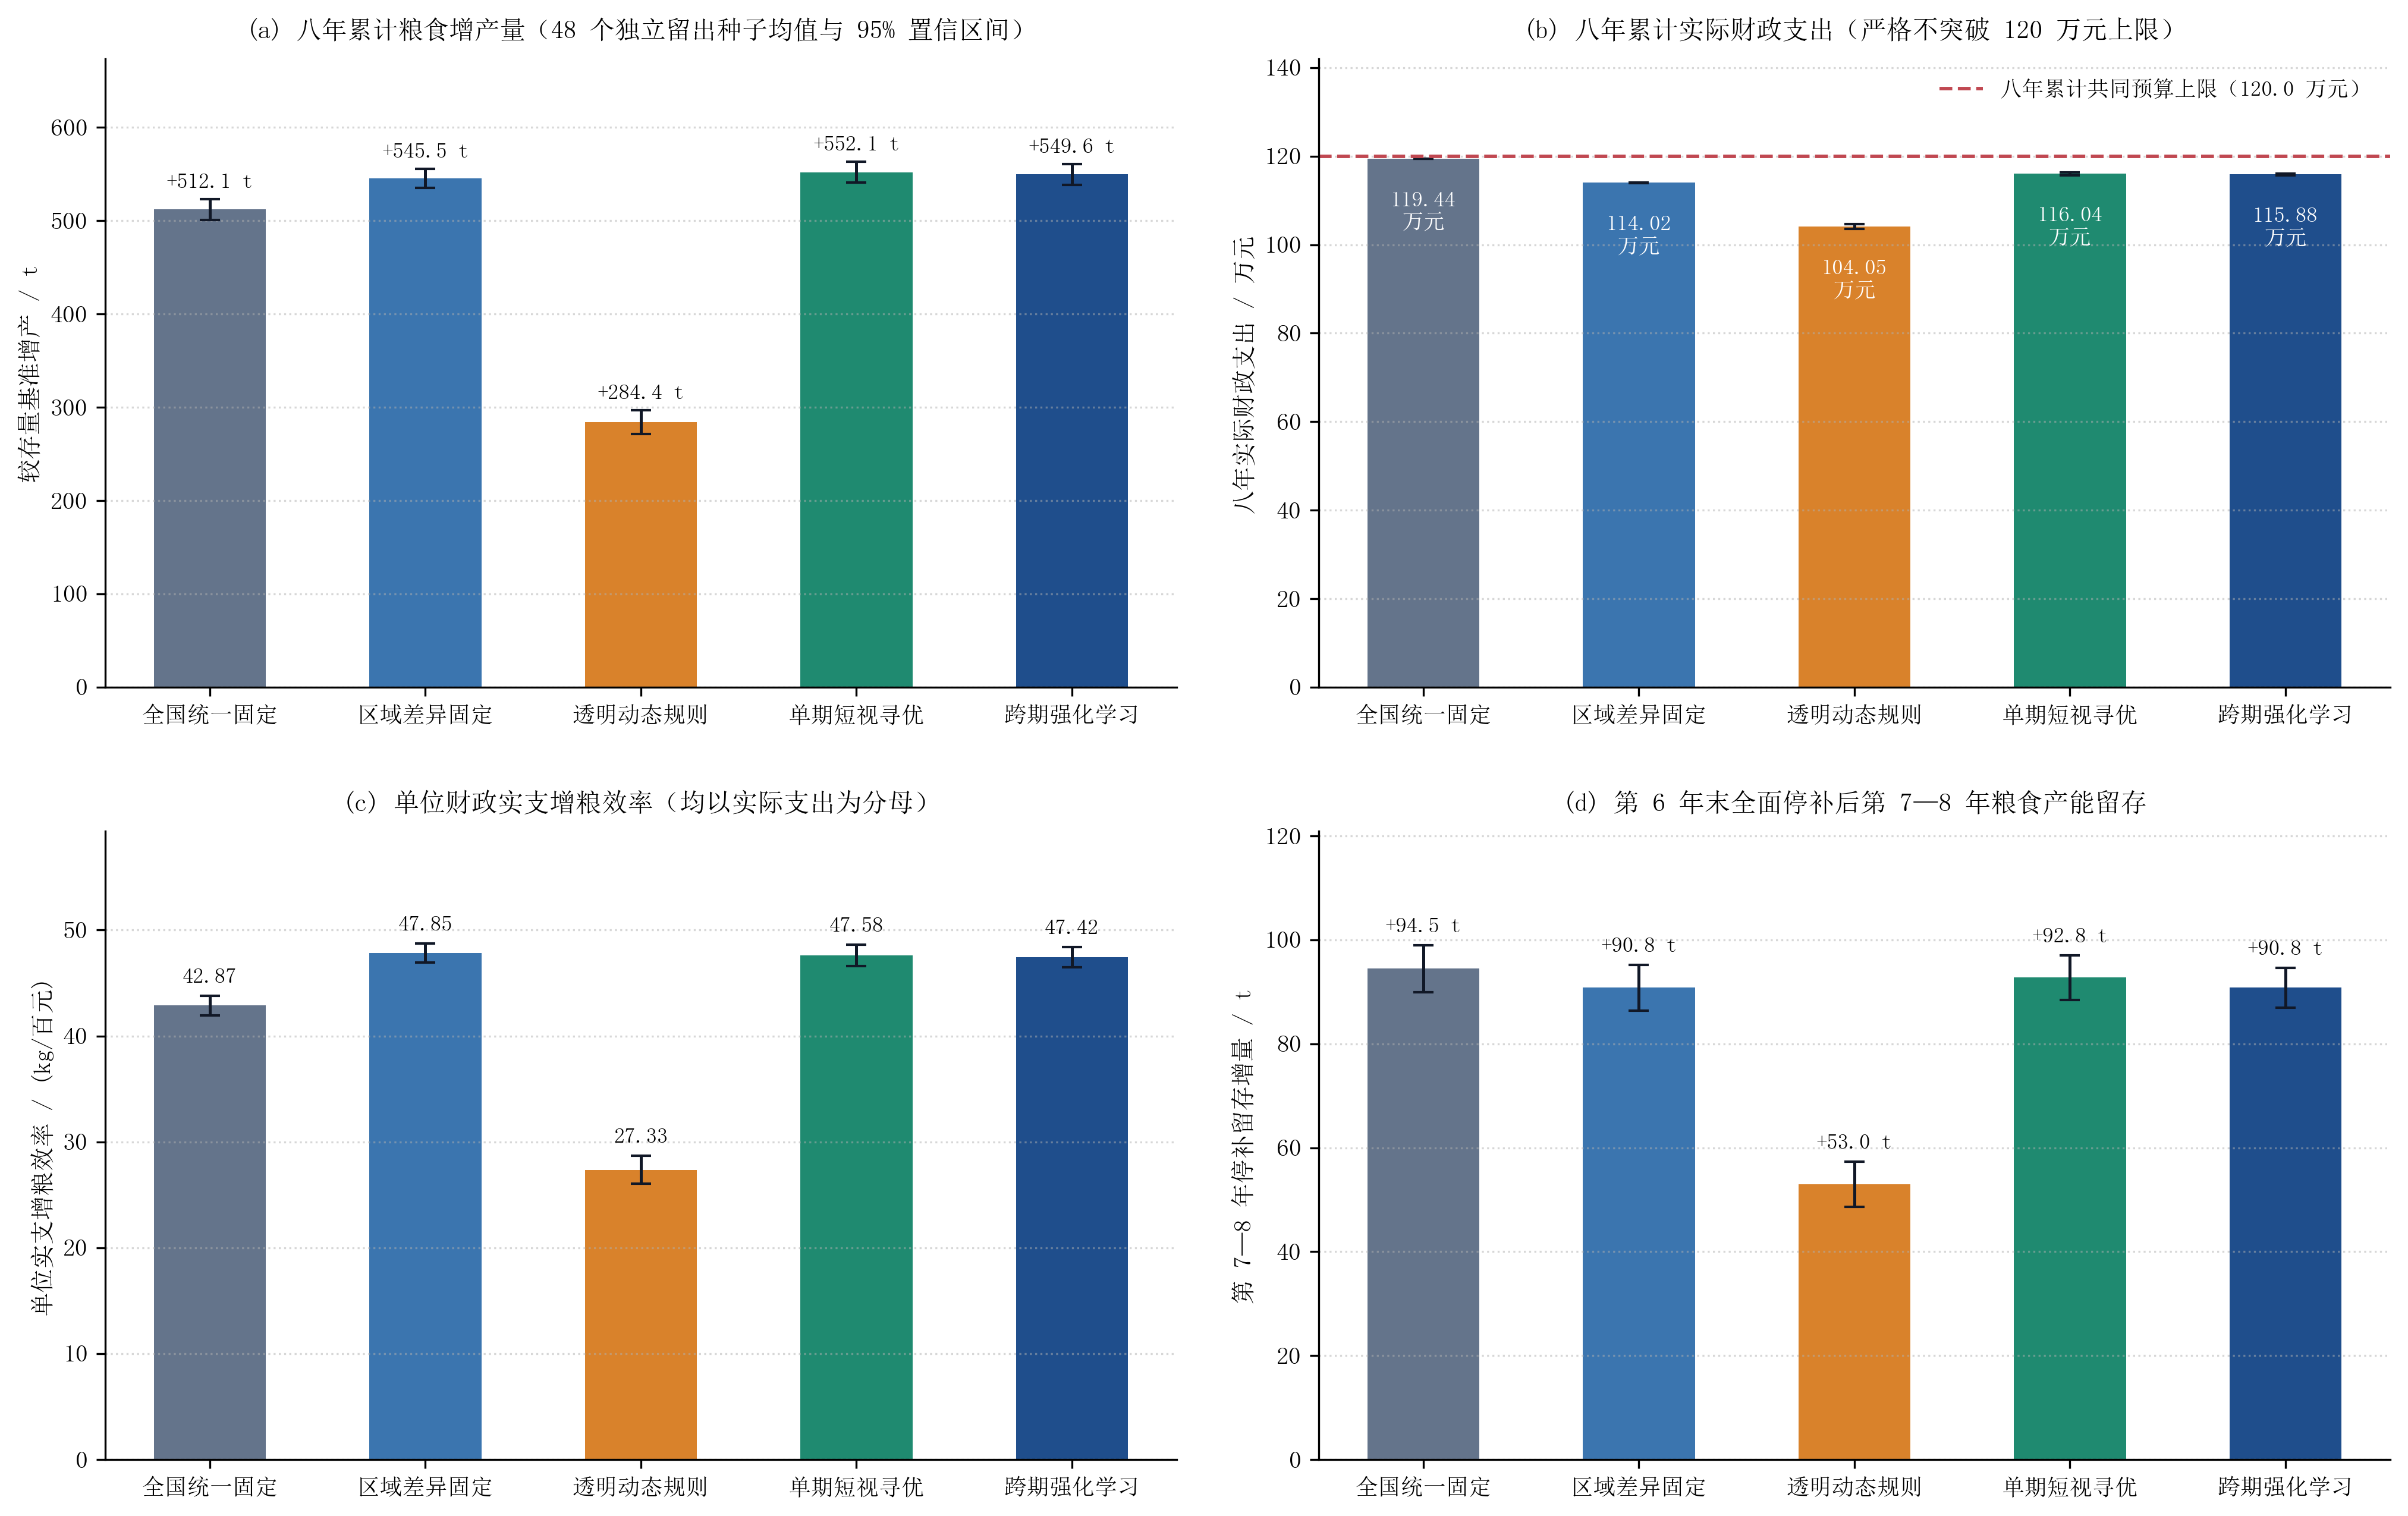 (a) 八年累计粮食增产量（48 个独立留出种子均值与 95% 置信区间）
较存量基准增产 / t
600
500
400
300
200
100
0
+512.1 t
+545.5 t
+284.4 t
+552.1 t
+549.6 t
全国统一固定
区域差异固定
透明动态规则
单期短视寻优
跨期强化学习
(b) 八年累计实际财政支出（严格不突破 120 万元上限）
八年累计共同预算上限（120.0 万元）
八年实际财政支出 / 万元
140
120
100
80
60
40
20
0
119.44
万元
114.02
万元
104.05
万元
116.04
万元
115.88
万元
全国统一固定
区域差异固定
透明动态规则
单期短视寻优
跨期强化学习
(c) 单位财政实支增粮效率（均以实际支出为分母）
单位实支增粮效率 / (kg/百元)
50
40
30
20
10
0
42.87
47.85
27.33
47.58
47.42
全国统一固定
区域差异固定
透明动态规则
单期短视寻优
跨期强化学习
(d) 第 6 年末全面停补后第 7—8 年粮食产能留存
第 7—8 年停补留存增量 / t
120
100
80
60
40
20
0
+94.5 t
+90.8 t
+53.0 t
+92.8 t
+90.8 t
全国统一固定
区域差异固定
透明动态规则
单期短视寻优
跨期强化学习